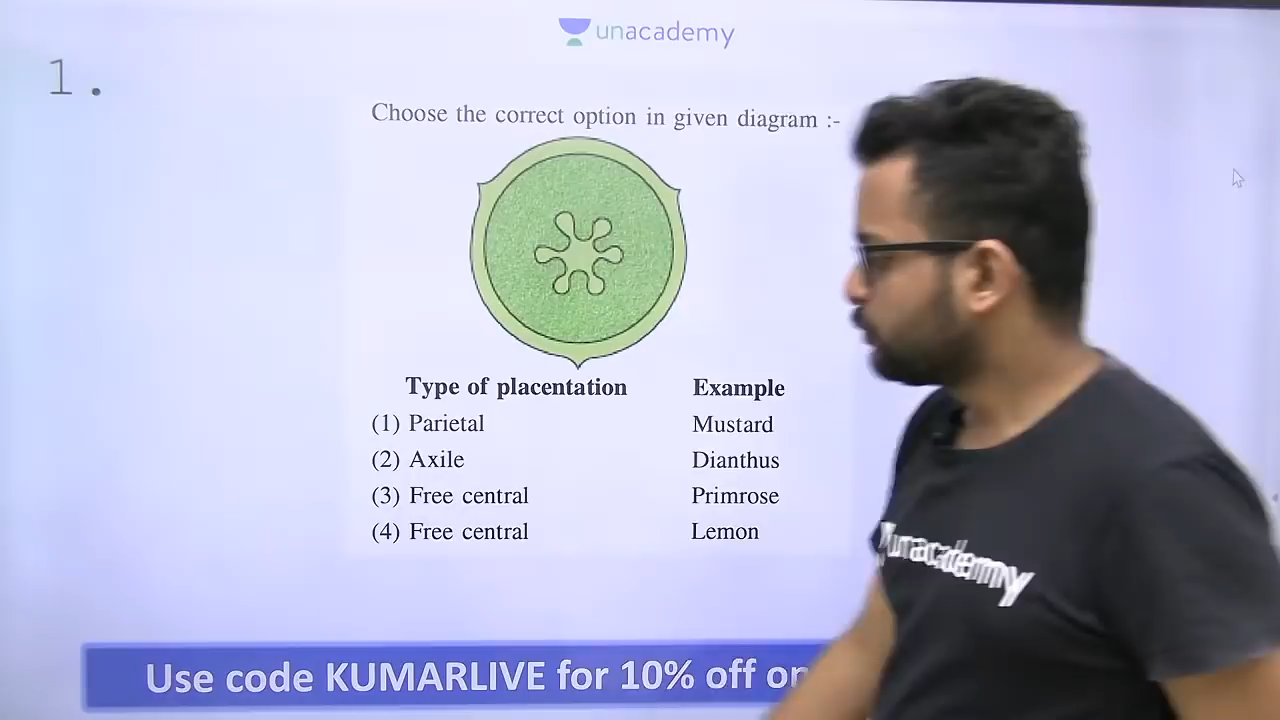 unacademy
1.
Choose the correct option in given diagram :-
Type of placentation Example
(1) Parietal Mustard
(2) Axile Dianthus
(3) Free central Primrose
(4) Free central Lemon
unacademy
Use code KUMARLIVE for 10% off on